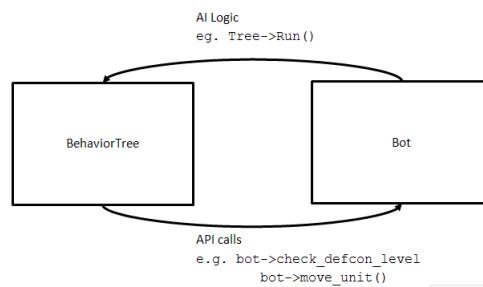 AI Logic
eg. Tree->Run()
BehaviorTree
Bot
API calls
e.g. bot->check_defcon_level
bot->move_unit()